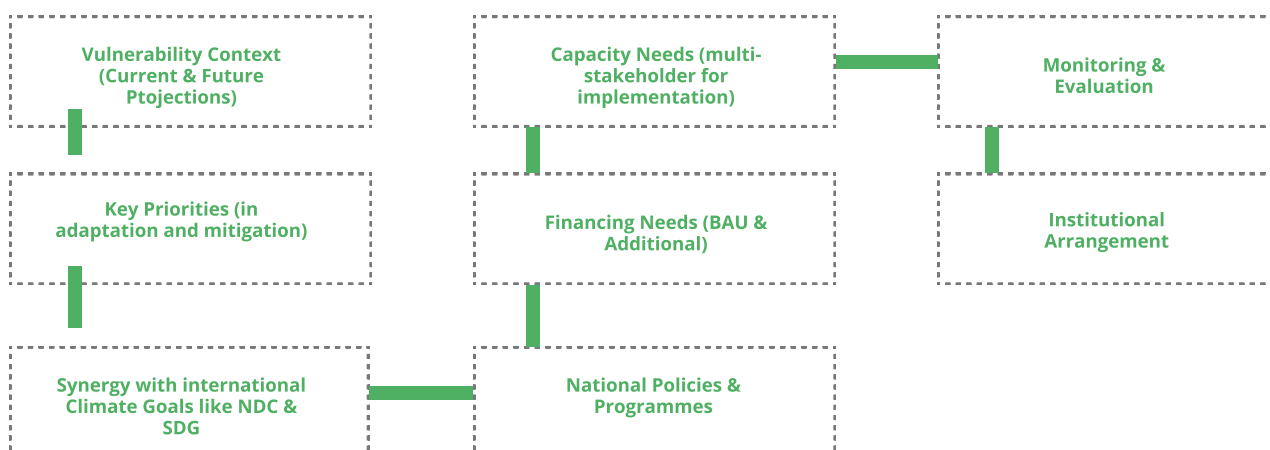 Vulnerability Context
(Current & Future
Ptojections)
Key Priorities (in
adaptation and mitigation)
Synergy with international
Climate Goals like NDC &
SDG
National Policies &
Programmes
Financing Needs (BAU &
Additional)
Capacity Needs (multi-
stakeholder for
implementation)
Monitoring &
Evaluation
Institutional
Arrangement